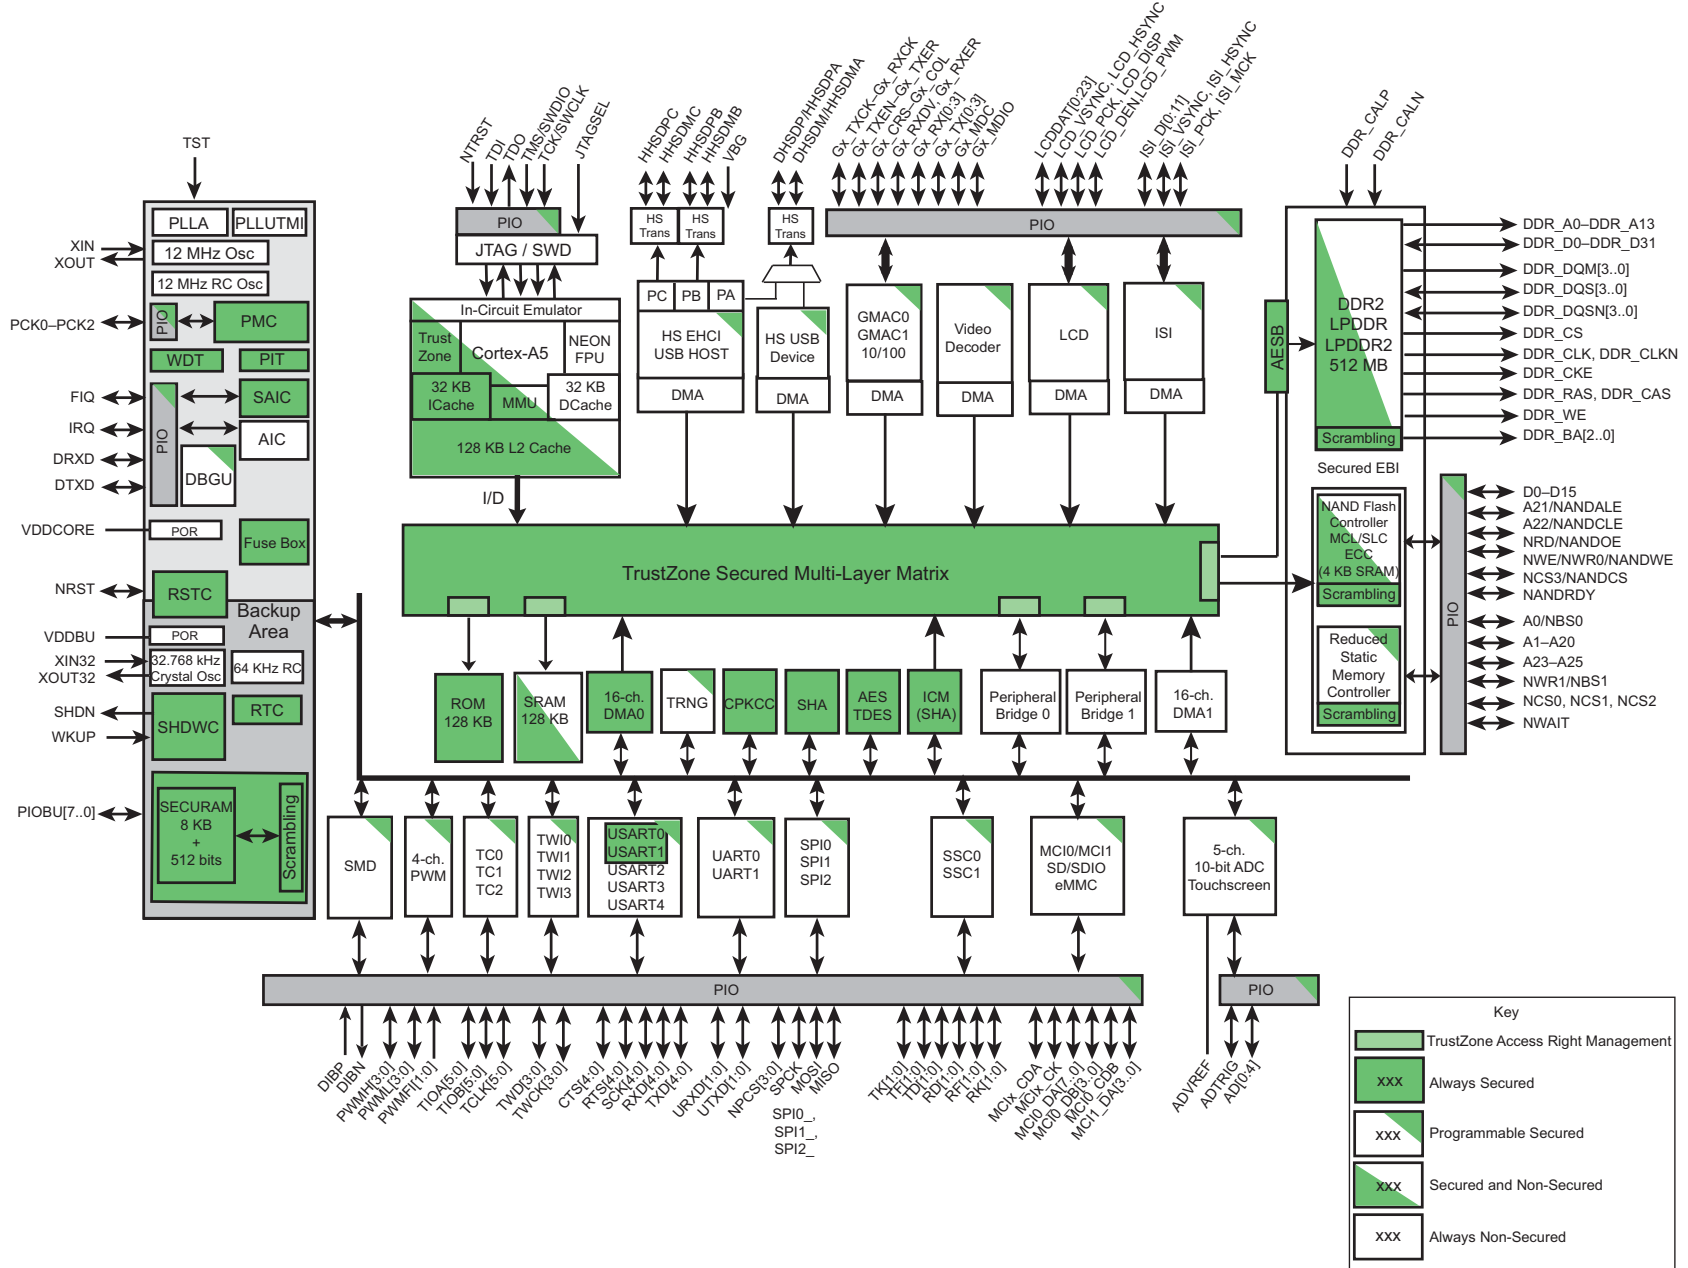 TST
PLLA
PLLUTMI
XIN
XOUT
12 MHz Osc
12 MHz RC Osc
PCK0–PCK2
PIO
PMC
WDT
PIT
FIQ
SAIC
IRQ
PIO
AIC
DRXD
DBGU
DTXD
VDDCORE
POR
Fuse Box
NRST
RSTC
Backup
Area
VDDBU
POR
XIN32
XOUT32
32.768 kHz
Crystal Osc
64 KHz RC
SHDN
WKUP
SHDWC
RTC
PIOBU[7..0]
SECURAM
8 KB
+
512 bits
Scrambling
NTRST
TDI
TDO
TMS/SWDIO
TCK/SWCLK
JTAGSEL
PIO
JTAG / SWD
In-Circuit Emulator
Trust
Zone
Cortex-A5
NEON
FPU
32 KB
ICache
MMU
32 KB
DCache
128 KB L2 Cache
I/D
HHSDPC
HHSDMC
HHSDPB
HHSDMB
VBG
HS
Trans
HS
Trans
PC
PB
PA
HS EHCI
USB HOST
DMA
DHSDP/HHSDPA
DHSDM/HHSDMA
HS
Trans
HS USB
Device
DMA
Gx_TXCK–Gx_RXCK
Gx_TXEN–Gx_TXER
Gx_CRS–Gx_COL
Gx_RXDV, Gx_RXER
Gx_RX[0:3]
Gx_TX[0:3]
Gx_MDC
Gx_MDIO
LCDDAT[0:23]
LCD_VSYNC, LCD_HSYNC
LCD_PCK, LCD_DISP
LCD_DEN,LCD_PWM
ISI_D[0:11]
ISI_VSYNC, ISI_HSYNC
ISI_PCK, ISI_MCK
PIO
GMAC0
GMAC1
10/100
DMA
Video
Decoder
DMA
LCD
DMA
ISI
DMA
DDR_CALP
DDR_CALN
AESB
DDR2
LPDDR
LPDDR2
512 MB
Scrambling
DDR_A0–DDR_A13
DDR_D0–DDR_D31
DDR_DQM[3..0]
DDR_DQS[3..0]
DDR_DQSN[3..0]
DDR_CS
DDR_CLK, DDR_CLKN
DDR_CKE
DDR_RAS, DDR_CAS
DDR_WE
DDR_BA[2..0]
Secured EBI
NAND Flash
Controller
MCL/SLC
ECC
(4 KB SRAM)
Scrambling
Reduced
Static
Memory
Controller
Scrambling
PIO
D0–D15
A21/NANDALE
A22/NANDCLE
NRD/NANDOE
NWE/NWR0/NANDWE
NCS3/NANDCS
NANDRDY
A0/NBS0
A1–A20
A23–A25
NWR1/NBS1
NCS0, NCS1, NCS2
NWAIT
TrustZone Secured Multi-Layer Matrix
ROM
128 KB
SRAM
128 KB
16-ch.
DMA0
TRNG
CPKCC
SHA
AES
TDES
ICM
(SHA)
Peripheral
Bridge 0
Peripheral
Bridge 1
16-ch.
DMA1
SMD
4-ch.
PWM
TC0
TC1
TC2
TWI0
TWI1
TWI2
TWI3
USART0
USART1
USART2
USART3
USART4
UART0
UART1
SPI0
SPI1
SPI2
SSC0
SSC1
MCI0/MCI1
SD/SDIO
eMMC
5-ch.
10-bit ADC
Touchscreen
PIO
PIO
DIBP
DIBN
PWMH[3:0]
PWML[3:0]
PWMFI[1:0]
TIOA[5:0]
TIOB[5:0]
TCLK[5:0]
TWD[3:0]
TWCK[3:0]
CTS[4:0]
RTS[4:0]
SCK[4:0]
RXD[4:0]
TXD[4:0]
URXD[1:0]
UTXD[1:0]
NPCS[3:0]
SPCK
MOSI
MISO
SPI0_,
SPI1_,
SPI2_
TK[1:0]
TF[1:0]
TD[1:0]
RD[1:0]
RF[1:0]
RK[1:0]
MCIx_CDA
MCIx_CK
MCI0_DA[7..0]
MCI0_DB[3..0]
MCI0_CDB
MCI1_DA[3..0]
ADVREF
ADTRIG
AD[0:4]
Key
TrustZone Access Right Management
xxx
Always Secured
xxx
Programmable Secured
xxx
Secured and Non-Secured
xxx
Always Non-Secured